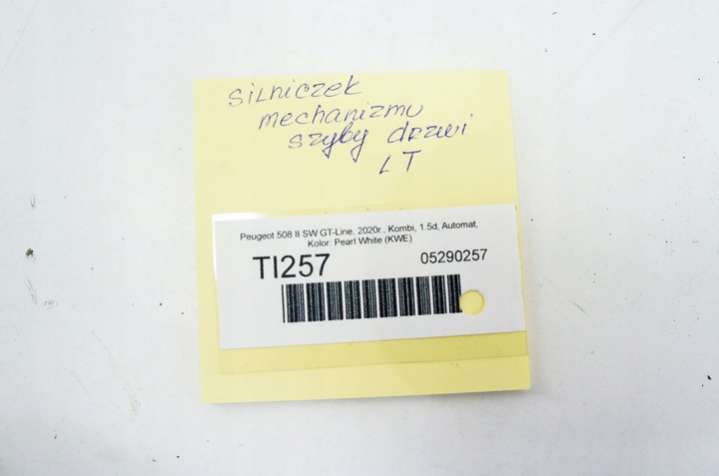 silniczek
mechanizmu
szyby drzwi
LT
Peugeot 508 II SW GT-Line, 2020r., Kombi, 1.5d, Automat,
Kolor: Pearl White (KWE)
TI257 05290257